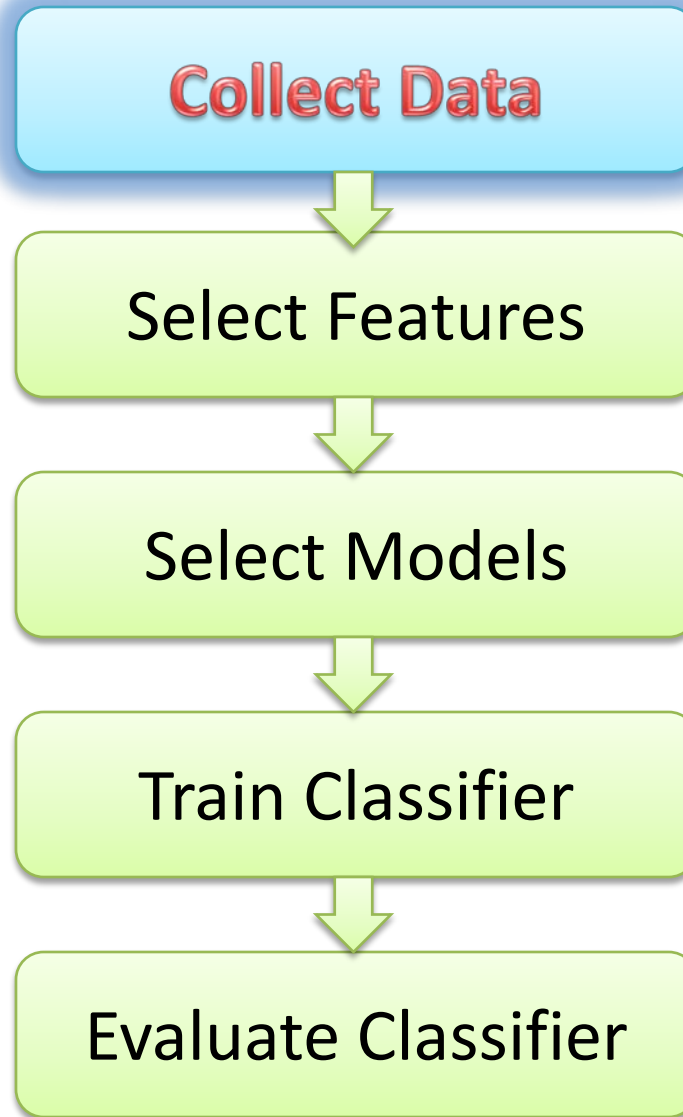 Collect Data
Select Features
Select Models
Train Classifier
Evaluate Classifier